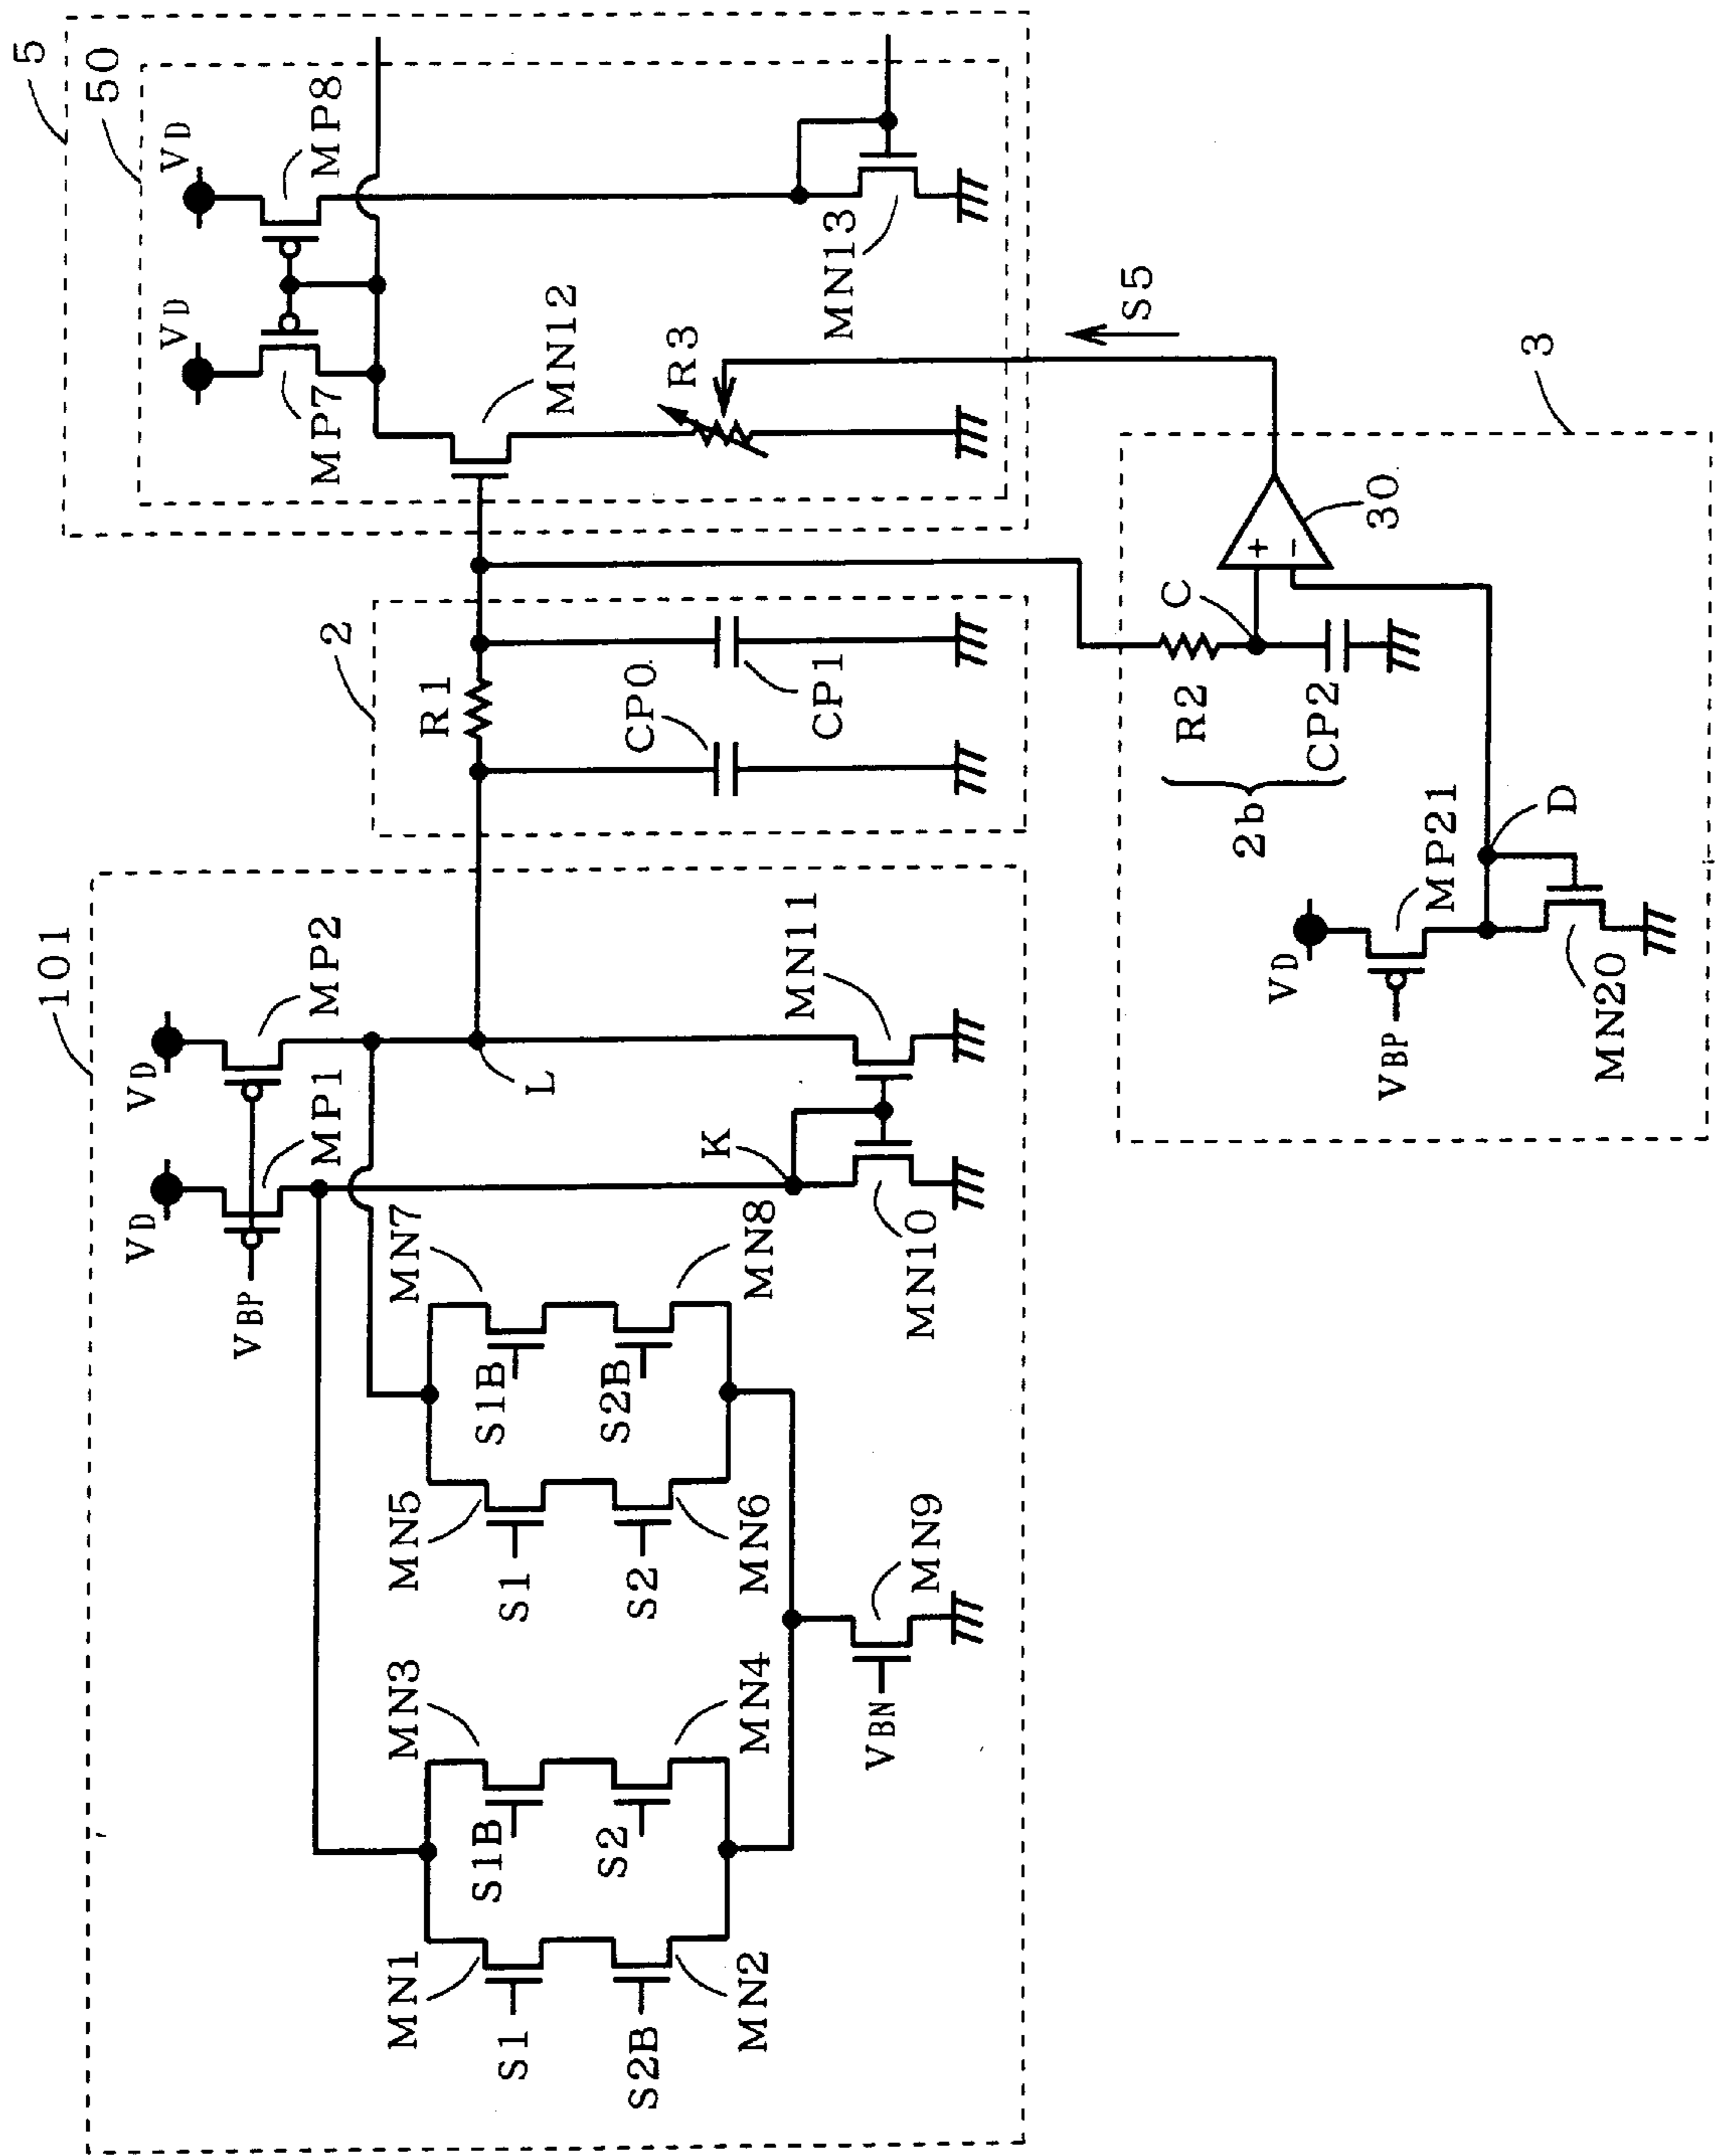 101
VD
VD
VBP
MP1
MP2
L
K
MN1
MN3
MN5
MN7
S1
S1B
S1
S1B
S2B
S2
S2
S2B
MN2
MN4
MN6
MN8
VBN
MN9
MN10
MN11
2
R1
CP0
CP1
5
50
VD
VD
MP7
MP8
MN12
R3
MN13
S5
3
2b
R2
CP2
C
+
−
30
VD
VBP
MP21
D
MN20